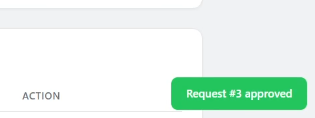 Request #3 approved
ACTION